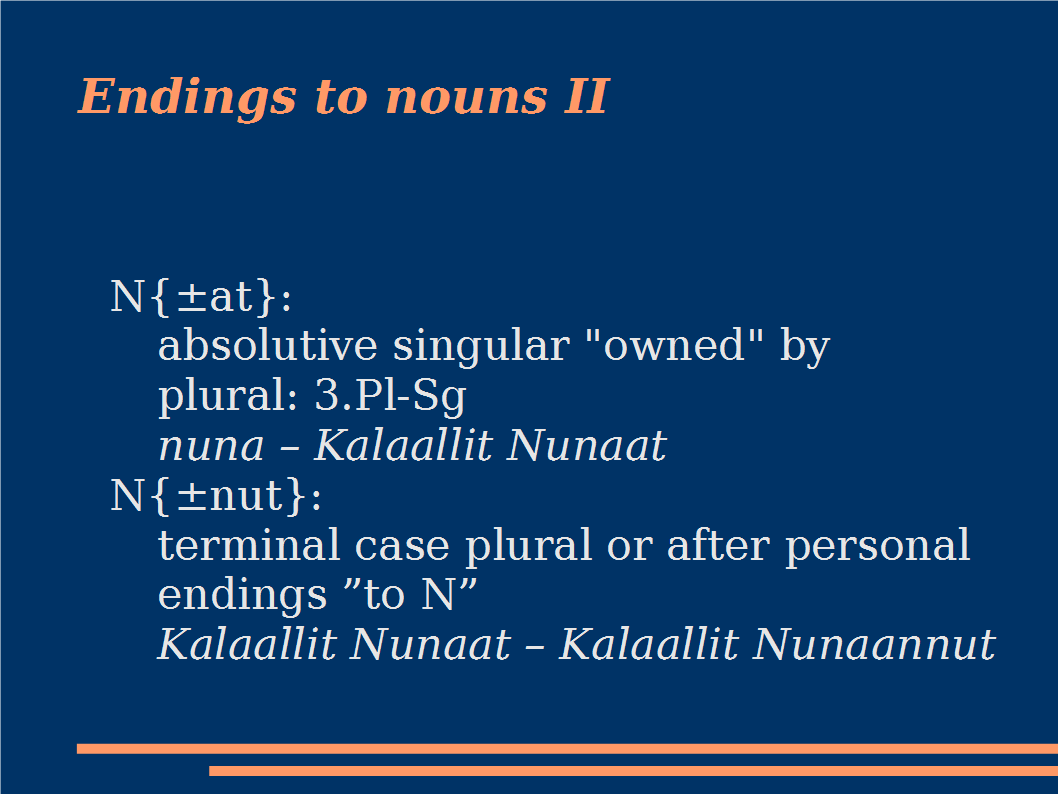 Endings to nouns II
N{±at}:
absolutive singular "owned" by
plural: 3.Pl-Sg
nuna – Kalaallit Nunaat
N{±nut}:
terminal case plural or after personal
endings ”to N”
Kalaallit Nunaat – Kalaallit Nunaannut